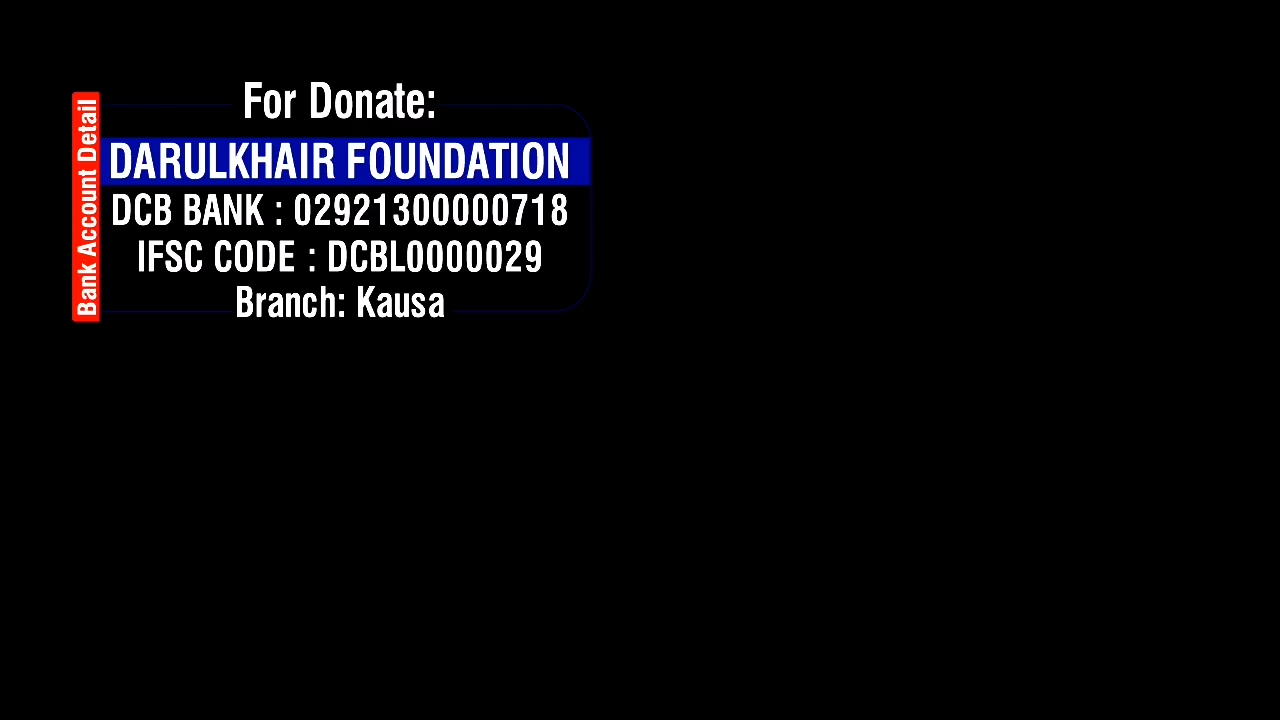 For Donate:
Bank Account Detail
DARULKHAIR FOUNDATION
DCB BANK : 02921300000718
IFSC CODE : DCBL0000029
Branch: Kausa